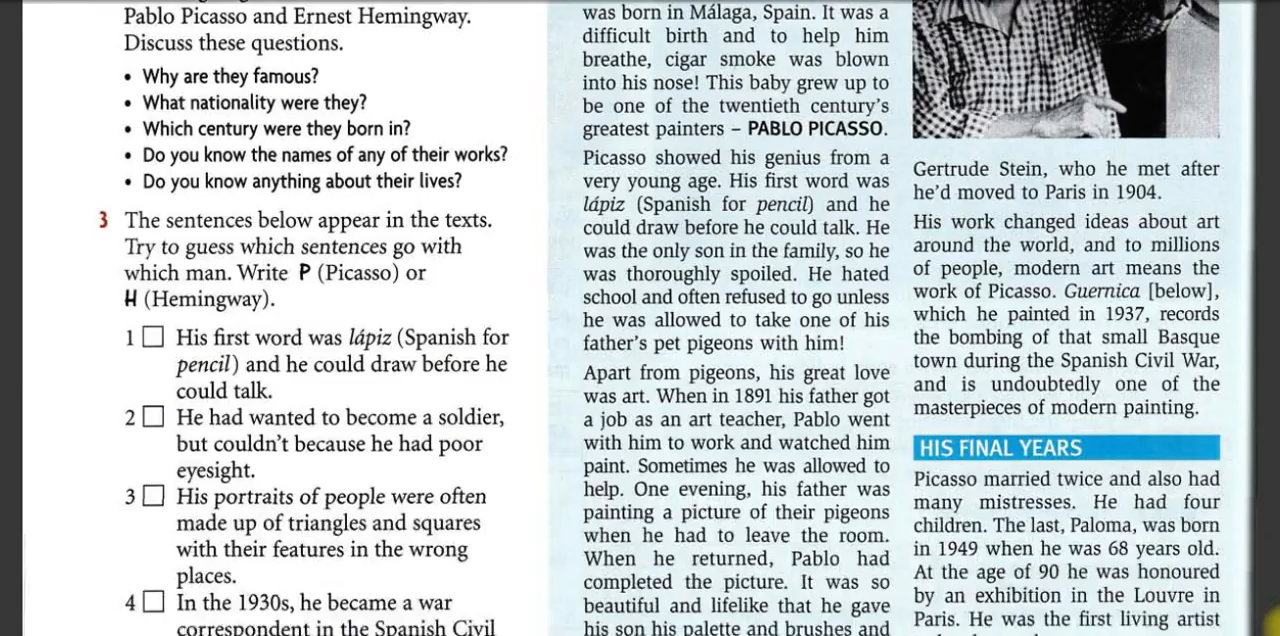 Pablo Picasso and Ernest Hemingway.
Discuss these questions.
• Why are they famous?
• What nationality were they?
• Which century were they born in?
• Do you know the names of any of their works?
• Do you know anything about their lives?
3 The sentences below appear in the texts.
Try to guess which sentences go with
which man. Write P (Picasso) or
H (Hemingway).
1 His first word was lápiz (Spanish for
pencil) and he could draw before he
could talk.
2 He had wanted to become a soldier,
but couldn't because he had poor
eyesight.
3 His portraits of people were often
made up of triangles and squares
with their features in the wrong
places.
4 In the 1930s, he became a war
correspondent in the Spanish Civil
was born in Málaga, Spain. It was a
difficult birth and to help him
breathe, cigar smoke was blown
into his nose! This baby grew up to
be one of the twentieth century's
greatest painters – PABLO PICASSO.
Picasso showed his genius from a
very young age. His first word was
lápiz (Spanish for pencil) and he
could draw before he could talk. He
was the only son in the family, so he
was thoroughly spoiled. He hated
school and often refused to go unless
he was allowed to take one of his
father's pet pigeons with him!
Apart from pigeons, his great love
was art. When in 1891 his father got
a job as an art teacher, Pablo went
with him to work and watched him
paint. Sometimes he was allowed to
help. One evening, his father was
painting a picture of their pigeons
when he had to leave the room.
When he returned, Pablo had
completed the picture. It was so
beautiful and lifelike that he gave
his son his palette and brushes and
Gertrude Stein, who he met after
he'd moved to Paris in 1904.
His work changed ideas about art
around the world, and to millions
of people, modern art means the
work of Picasso. Guernica [below],
which he painted in 1937, records
the bombing of that small Basque
town during the Spanish Civil War,
and is undoubtedly one of the
masterpieces of modern painting.
HIS FINAL YEARS
Picasso married twice and also had
many mistresses. He had four
children. The last, Paloma, was born
in 1949 when he was 68 years old.
At the age of 90 he was honoured
by an exhibition in the Louvre in
Paris. He was the first living artist